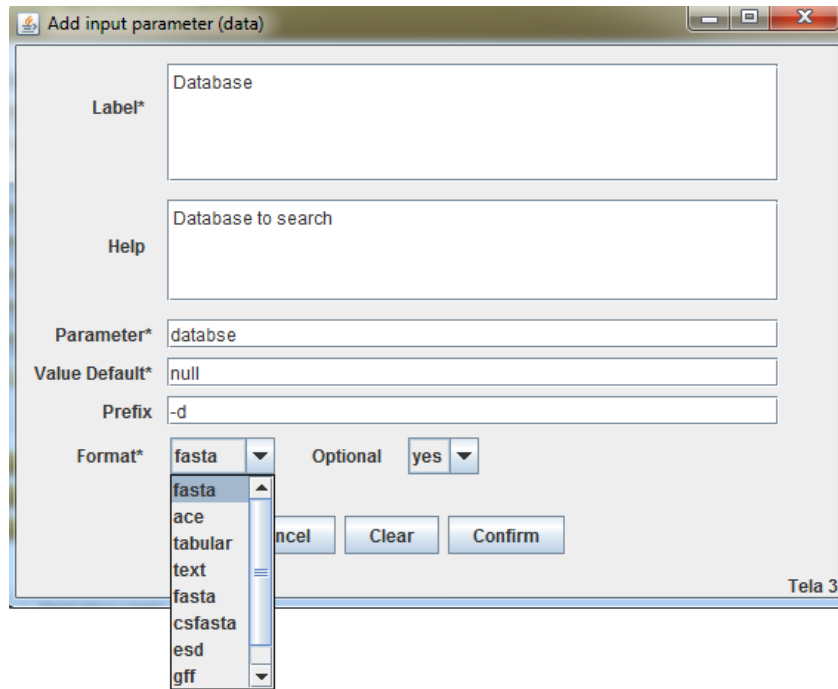 Add input parameter (data)
Label*
Database
Help
Database to search
Parameter*
databse
Value Default*
null
Prefix
-d
Format*
fasta
Optional
yes
fasta
ace
tabular
text
fasta
csfasta
esd
gff
ncel
Clear
Confirm
Tela 3